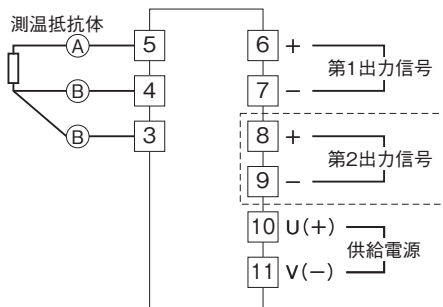 測温抵抗体
A 5
B 4
B 3
6 +
第1出力信号
7 −
8 +
第2出力信号
9 −
10 U(+)
供給電源
11 V(−)